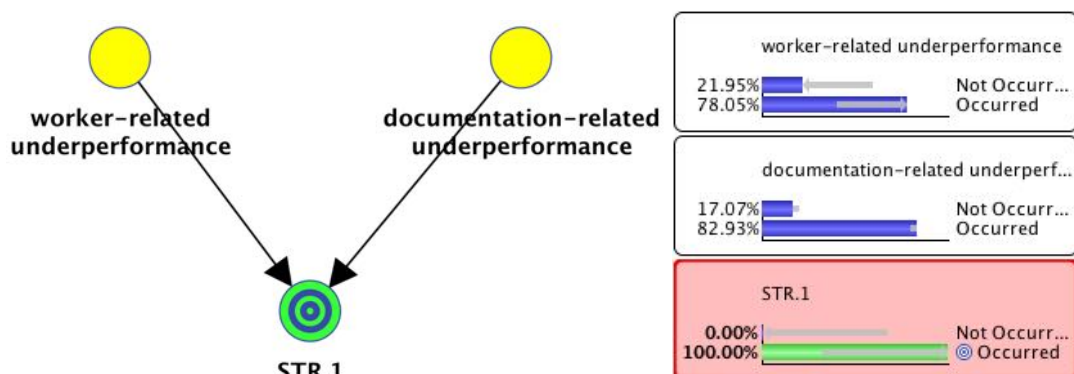 worker-related
underperformance
documentation-related
underperformance
STR.1
worker-related underperformance
21.95% Not Occurr...
78.05% Occurred
documentation-related underperf...
17.07% Not Occurr...
82.93% Occurred
STR.1
0.00% Not Occurr...
100.00% Occurred